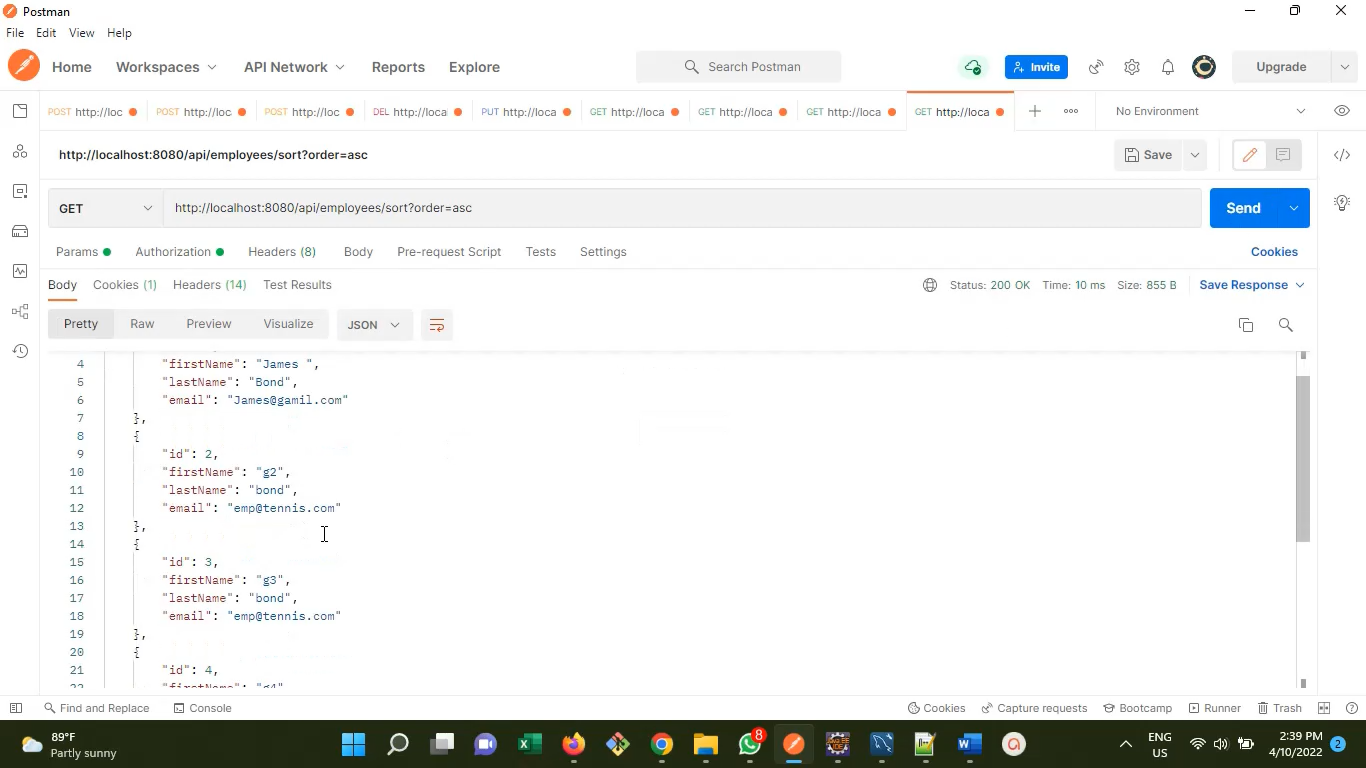 Postman
File Edit View Help
Home Workspaces API Network Reports Explore Search Postman Invite Upgrade
POST http://loc POST http://loc POST http://loc DEL http://loca PUT http://loca GET http://loca GET http://loca GET http://loca GET http://loca No Environment
http://localhost:8080/api/employees/sort?order=asc Save
GET http://localhost:8080/api/employees/sort?order=asc Send
Params Authorization Headers (8) Body Pre-request Script Tests Settings Cookies
Body Cookies (1) Headers (14) Test Results Status: 200 OK Time: 10 ms Size: 855 B Save Response
Pretty Raw Preview Visualize JSON
4 "firstName": "James ",
5 "lastName": "Bond",
6 "email": "James@gamil.com"
7 },
8 {
9 "id": 2,
10 "firstName": "g2",
11 "lastName": "bond",
12 "email": "emp@tennis.com"
13 },
14 {
15 "id": 3,
16 "firstName": "g3",
17 "lastName": "bond",
18 "email": "emp@tennis.com"
19 },
20 {
21 "id": 4,
22 "firstName": "g4"
Find and Replace Console Cookies Capture requests Bootcamp Runner Trash
89°F
Partly sunny
8
Java EE
IDE
ENG
US
2:39 PM
4/10/2022
2